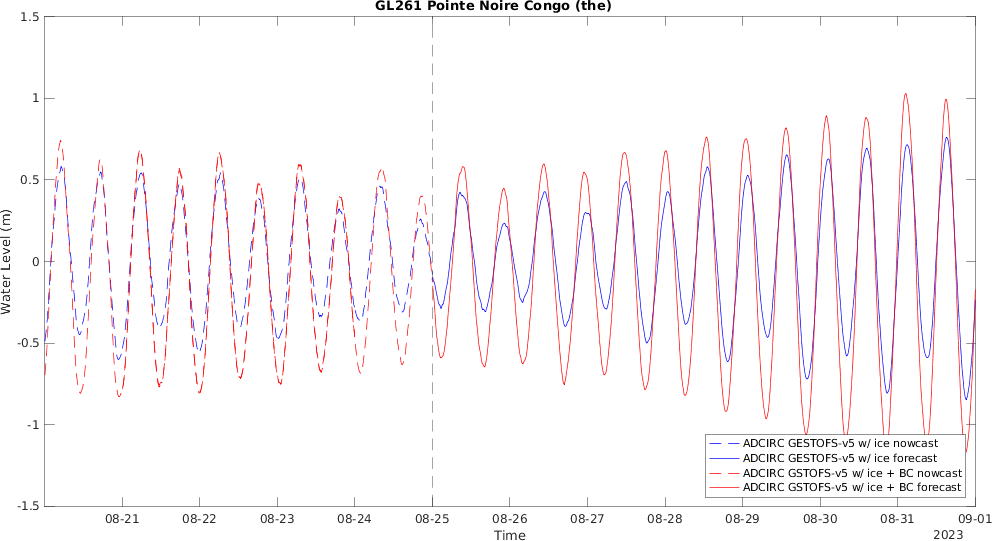 GL261 Pointe Noire Congo (the)
1.5
1
0.5
0
-0.5
-1
-1.5
Water Level (m)
08-21 08-22 08-23 08-24 08-25 08-26 08-27 08-28 08-29 08-30 08-31 09-01
2023
Time
ADCIRC GESTOFS-v5 w/ ice nowcast
ADCIRC GESTOFS-v5 w/ ice forecast
ADCIRC GSTOFS-v5 w/ ice + BC nowcast
ADCIRC GSTOFS-v5 w/ ice + BC forecast